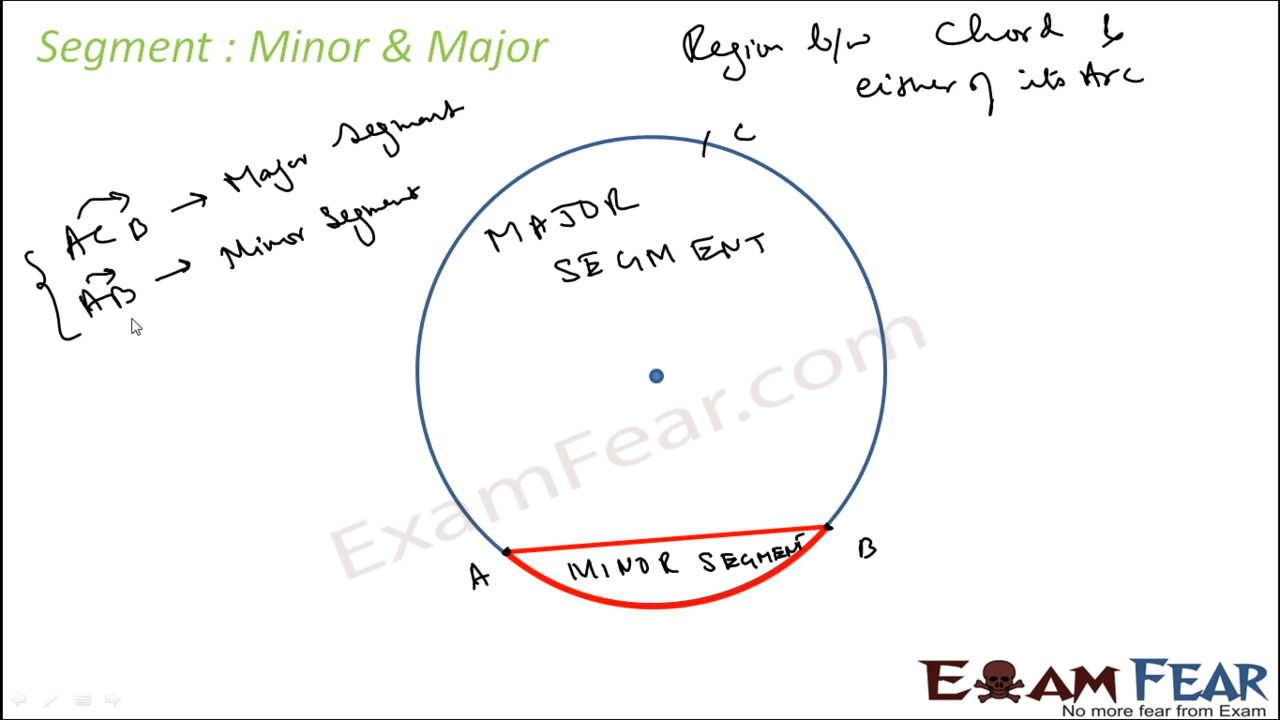 Segment : Minor & Major
Region b/w Chord &
either of its Arc
ACB → Major Segment
AB → Minor Segment
C
MAJOR
SEGMENT
ExamFear.com
A
MINOR SEGMENT
B
EXAM FEAR
No more fear from Exam